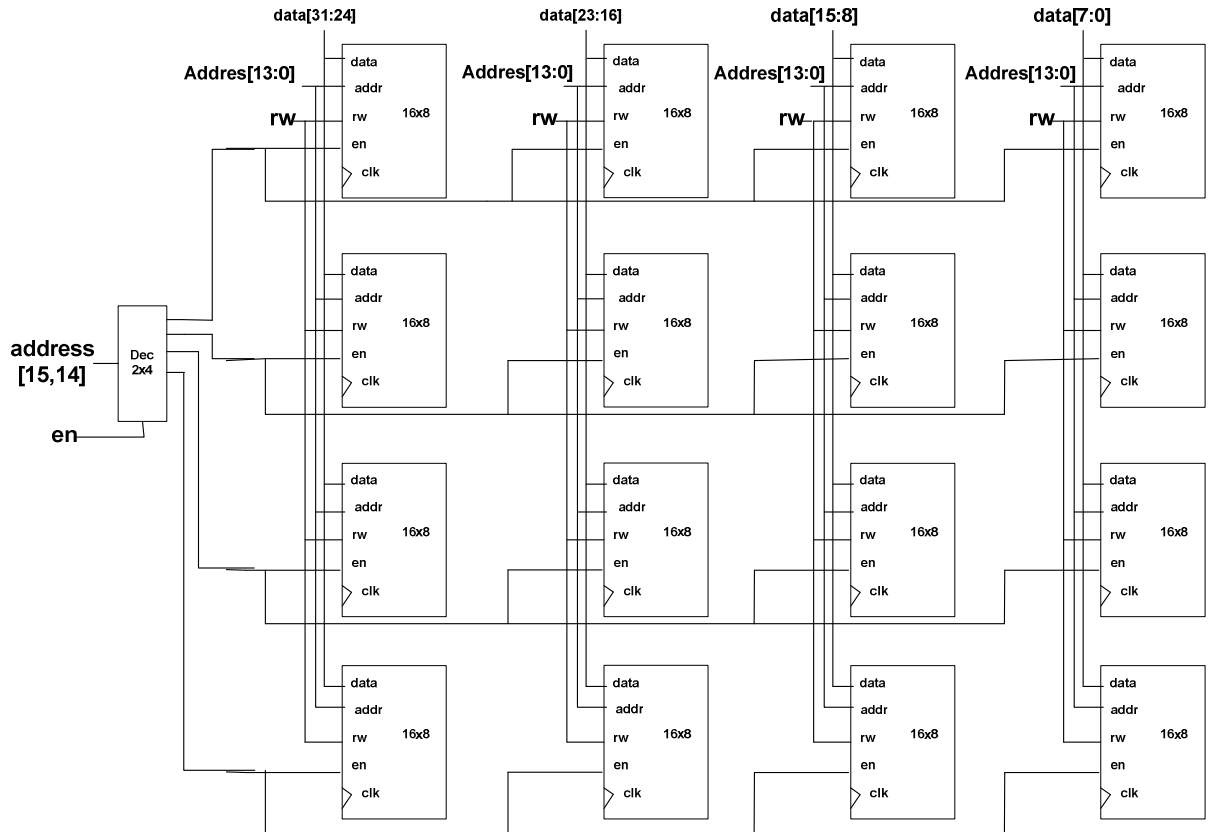 data[31:24] data[23:16] data[15:8] data[7:0]
Addres[13:0] Addres[13:0] Addres[13:0] Addres[13:0]
rw rw rw rw
data data data data
addr addr addr addr
rw 16x8 rw 16x8 rw 16x8 rw 16x8
en en en en
clk clk clk clk
data data data data
addr addr addr addr
rw 16x8 rw 16x8 rw 16x8 rw 16x8
en en en en
clk clk clk clk
address
[15,14]
Dec
2x4
en
data data data data
addr addr addr addr
rw 16x8 rw 16x8 rw 16x8 rw 16x8
en en en en
clk clk clk clk
data data data data
addr addr addr addr
rw 16x8 rw 16x8 rw 16x8 rw 16x8
en en en en
clk clk clk clk